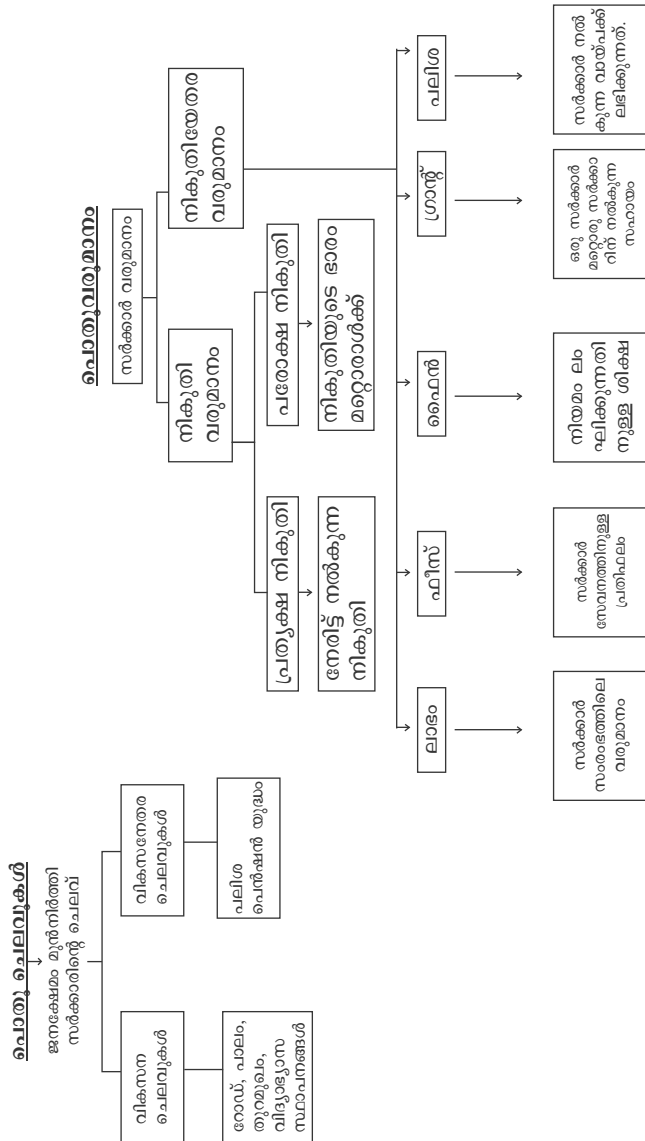 പൊതു ചെലവുകൾ
ജനക്ഷേമം മുൻനിർത്തി
സർക്കാരിന്റെ ചെലവ്
വികസന
ചെലവുകൾ
റോഡ്, പാലം,
തുറമുഖം,
വിദ്യാഭ്യാസ
സ്ഥാപനങ്ങൾ
വികസനേതര
ചെലവുകൾ
പലിശ
പെൻഷൻ യുദ്ധം
പൊതുവരുമാനം
സർക്കാർ വരുമാനം
നികുതി
വരുമാനം
പ്രത്യക്ഷ നികുതി
നേരിട്ട് നൽകുന്ന
നികുതി
പരോക്ഷ നികുതി
നികുതിയുടെ ഭാരം
മറ്റൊരാൾക്ക്
നികുതിയേതര
വരുമാനം
ലാഭം
സർക്കാർ
സംരംഭത്തിലെ
വരുമാനം
ഫീസ്
സർക്കാർ
സേവനത്തിനുള്ള
പ്രതിഫലം
ഫൈൻ
നിയമം ലം
ഘിക്കുന്നതി
നുള്ള ശിക്ഷ
ഗ്രാന്റ്
ഒരു സർക്കാർ
മറ്റൊരു സർക്കാ
റിന് നൽകുന്ന
സഹായം
പലിശ
സർക്കാർ നൽ
കുന്ന വായ്പക്ക്
ലഭിക്കുന്നത്.